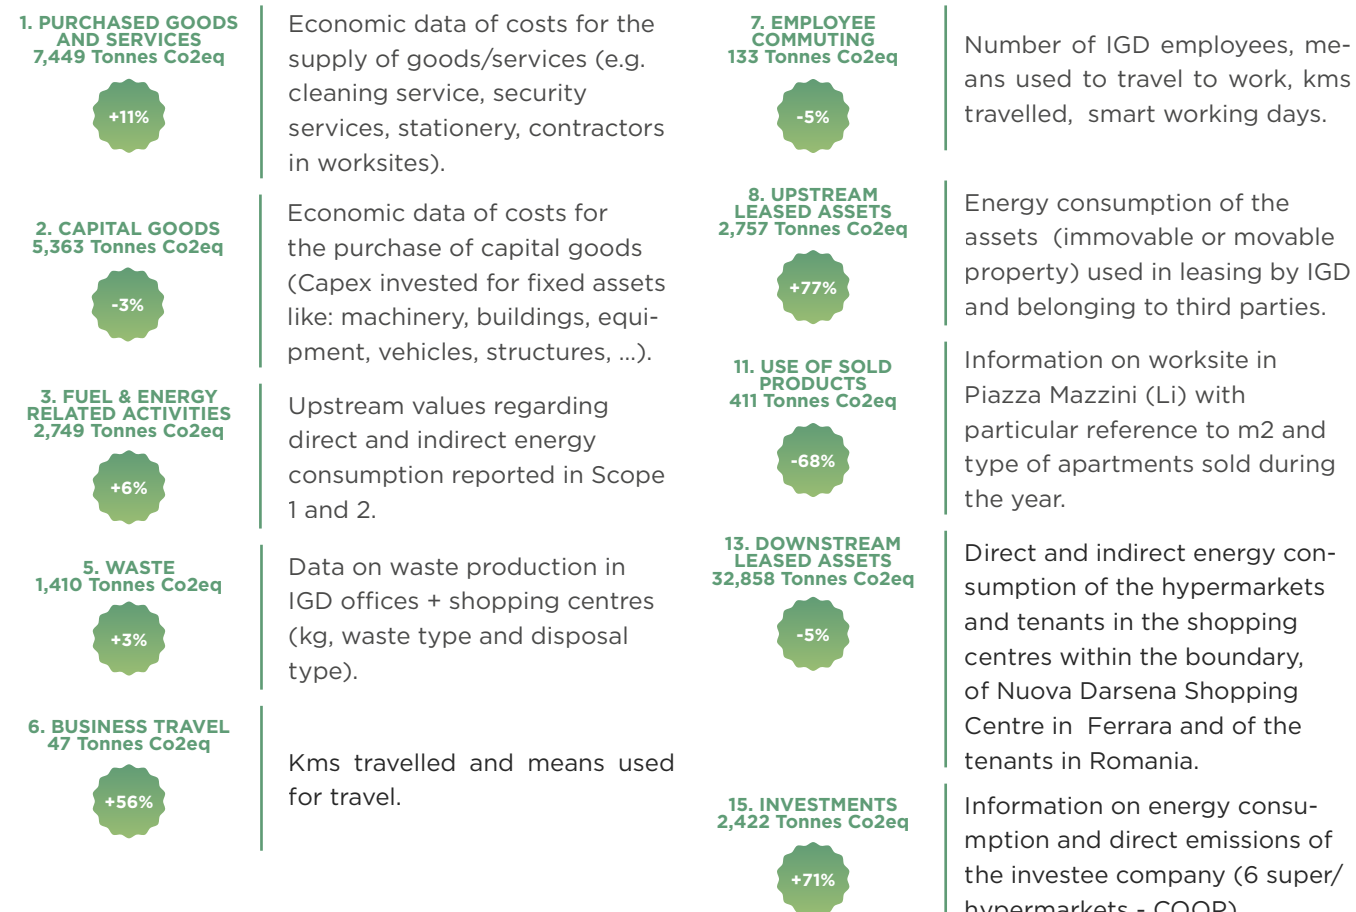 1. PURCHASED GOODS
AND SERVICES
7,449 Tonnes Co2eq
+11%
Economic data of costs for the
supply of goods/services (e.g.
cleaning service, security
services, stationery, contractors
in worksites).
2. CAPITAL GOODS
5,363 Tonnes Co2eq
-3%
Economic data of costs for
the purchase of capital goods
(Capex invested for fixed assets
like: machinery, buildings, equi-
pment, vehicles, structures, ...).
3. FUEL & ENERGY
RELATED ACTIVITIES
2,749 Tonnes Co2eq
+6%
Upstream values regarding
direct and indirect energy
consumption reported in Scope
1 and 2.
5. WASTE
1,410 Tonnes Co2eq
+3%
Data on waste production in
IGD offices + shopping centres
(kg, waste type and disposal
type).
6. BUSINESS TRAVEL
47 Tonnes Co2eq
+56%
Kms travelled and means used
for travel.
7. EMPLOYEE
COMMUTING
133 Tonnes Co2eq
-5%
Number of IGD employees, me-
ans used to travel to work, kms
travelled, smart working days.
8. UPSTREAM
LEASED ASSETS
2,757 Tonnes Co2eq
+77%
Energy consumption of the
assets (immovable or movable
property) used in leasing by IGD
and belonging to third parties.
11. USE OF SOLD
PRODUCTS
411 Tonnes Co2eq
-68%
Information on worksite in
Piazza Mazzini (Li) with
particular reference to m2 and
type of apartments sold during
the year.
13. DOWNSTREAM
LEASED ASSETS
32,858 Tonnes Co2eq
-5%
Direct and indirect energy con-
sumption of the hypermarkets
and tenants in the shopping
centres within the boundary,
of Nuova Darsena Shopping
Centre in Ferrara and of the
tenants in Romania.
15. INVESTMENTS
2,422 Tonnes Co2eq
+71%
Information on energy consu-
mption and direct emissions of
the investee company (6 super/
hypermarkets - COOP)